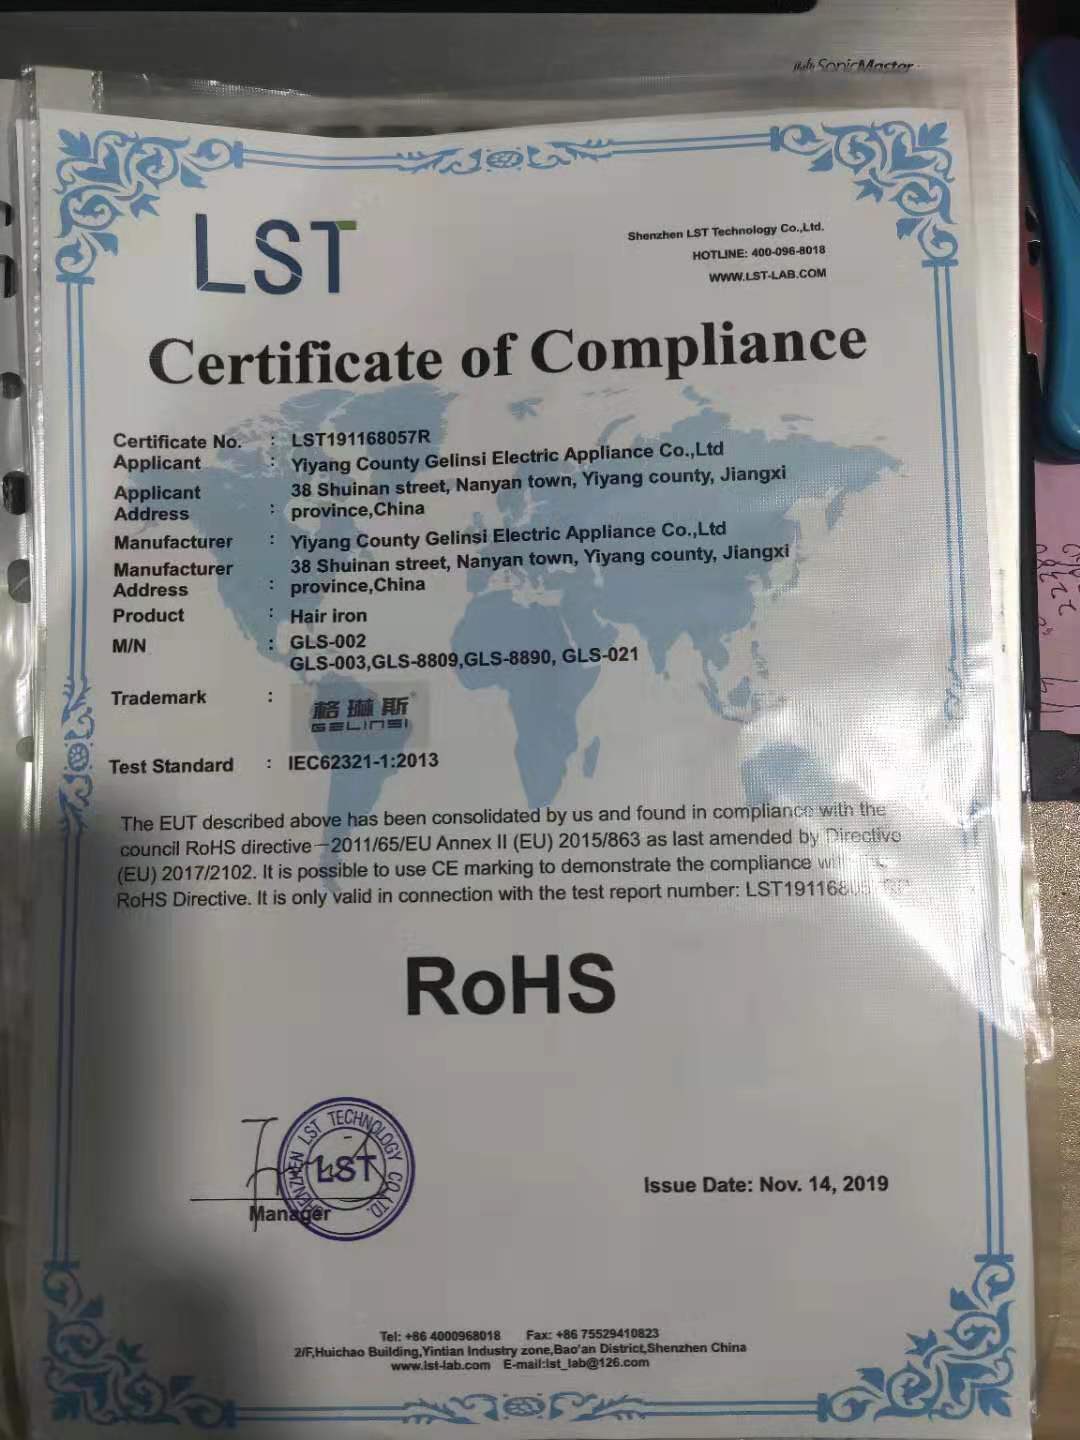 SonicMaster
LST
Shenzhen LST Technology Co.,Ltd.
HOTLINE: 400-096-8018
WWW.LST-LAB.COM
Certificate of Compliance
Certificate No. : LST191168057R
Applicant : Yiyang County Gelinsi Electric Appliance Co.,Ltd
Applicant 38 Shuinan street, Nanyan town, Yiyang county, Jiangxi
Address : province,China
Manufacturer : Yiyang County Gelinsi Electric Appliance Co.,Ltd
Manufacturer 38 Shuinan street, Nanyan town, Yiyang county, Jiangxi
Address : province,China
Product : Hair iron
M/N : GLS-002
GLS-003,GLS-8809,GLS-8890, GLS-021
Trademark : 格琳斯®
GELINSI
Test Standard : IEC62321-1:2013
The EUT described above has been consolidated by us and found in compliance with the
council RoHS directive—2011/65/EU Annex II (EU) 2015/863 as last amended by Directive
(EU) 2017/2102. It is possible to use CE marking to demonstrate the compliance
RoHS Directive. It is only valid in connection with the test report number:
RoHS
SHENZHEN LST TECHNOLOGY CO.,LTD.
LST
Manager
Issue Date: Nov. 14, 2019
Tel: +86 4000968018 Fax: +86 75529410823
2/F,Huichao Building,Yintian Industry zone,Bao'an District,Shenzhen China
www.lst-lab.com E-mail:lst_lab@126.com